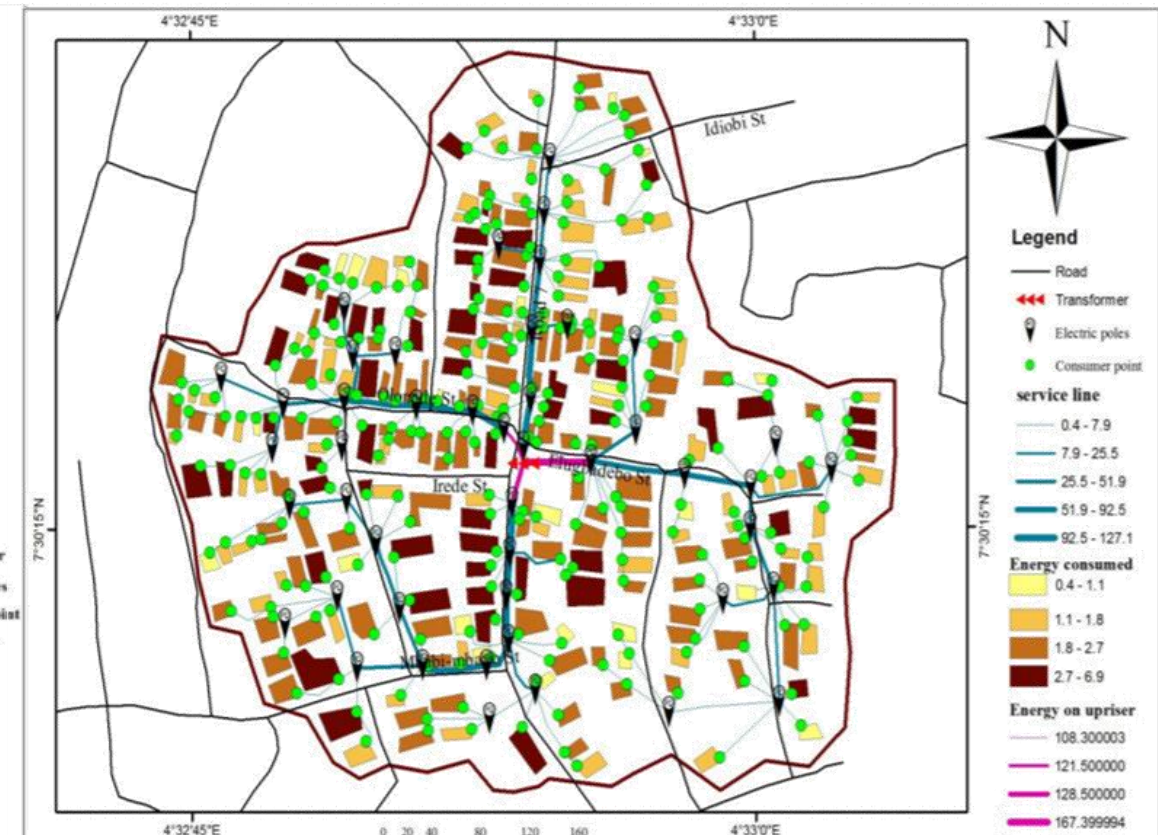 4°32'45"E
4°33'0"E
N
Idiobi St
7°30'15"N
7°30'15"N
Irede St
Legend
Road
Transformer
Electric poles
Consumer point
service line
0.4 - 7.9
7.9 - 25.5
25.5 - 51.9
51.9 - 92.5
92.5 - 127.1
Energy consumed
0.4 - 1.1
1.1 - 1.8
1.8 - 2.7
2.7 - 6.9
Energy on upriser
108.300003
121.500000
128.500000
167.399994
4°32'45"E
0 20 40 80 120 160
4°33'0"E